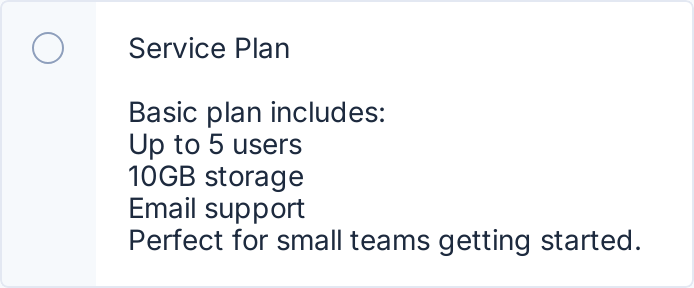 Service Plan
Basic plan includes:
Up to 5 users
10GB storage
Email support
Perfect for small teams getting started.